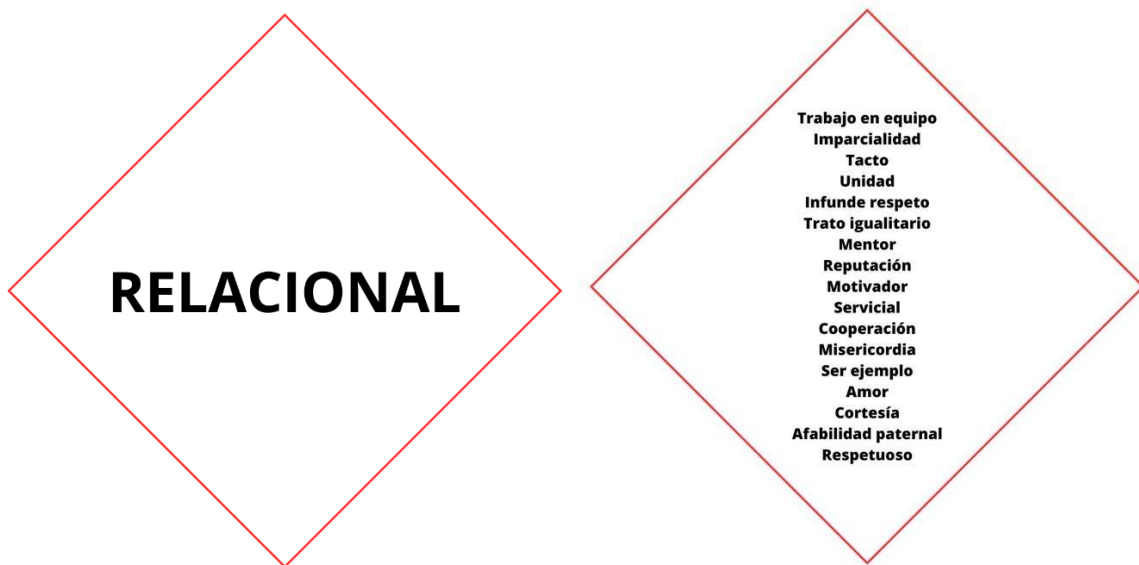 RELACIONAL
Trabajo en equipo
Imparcialidad
Tacto
Unidad
Infunde respeto
Trato igualitario
Mentor
Reputación
Motivador
Servicial
Cooperación
Misericordia
Ser ejemplo
Amor
Cortesía
Afabilidad paternal
Respetuoso